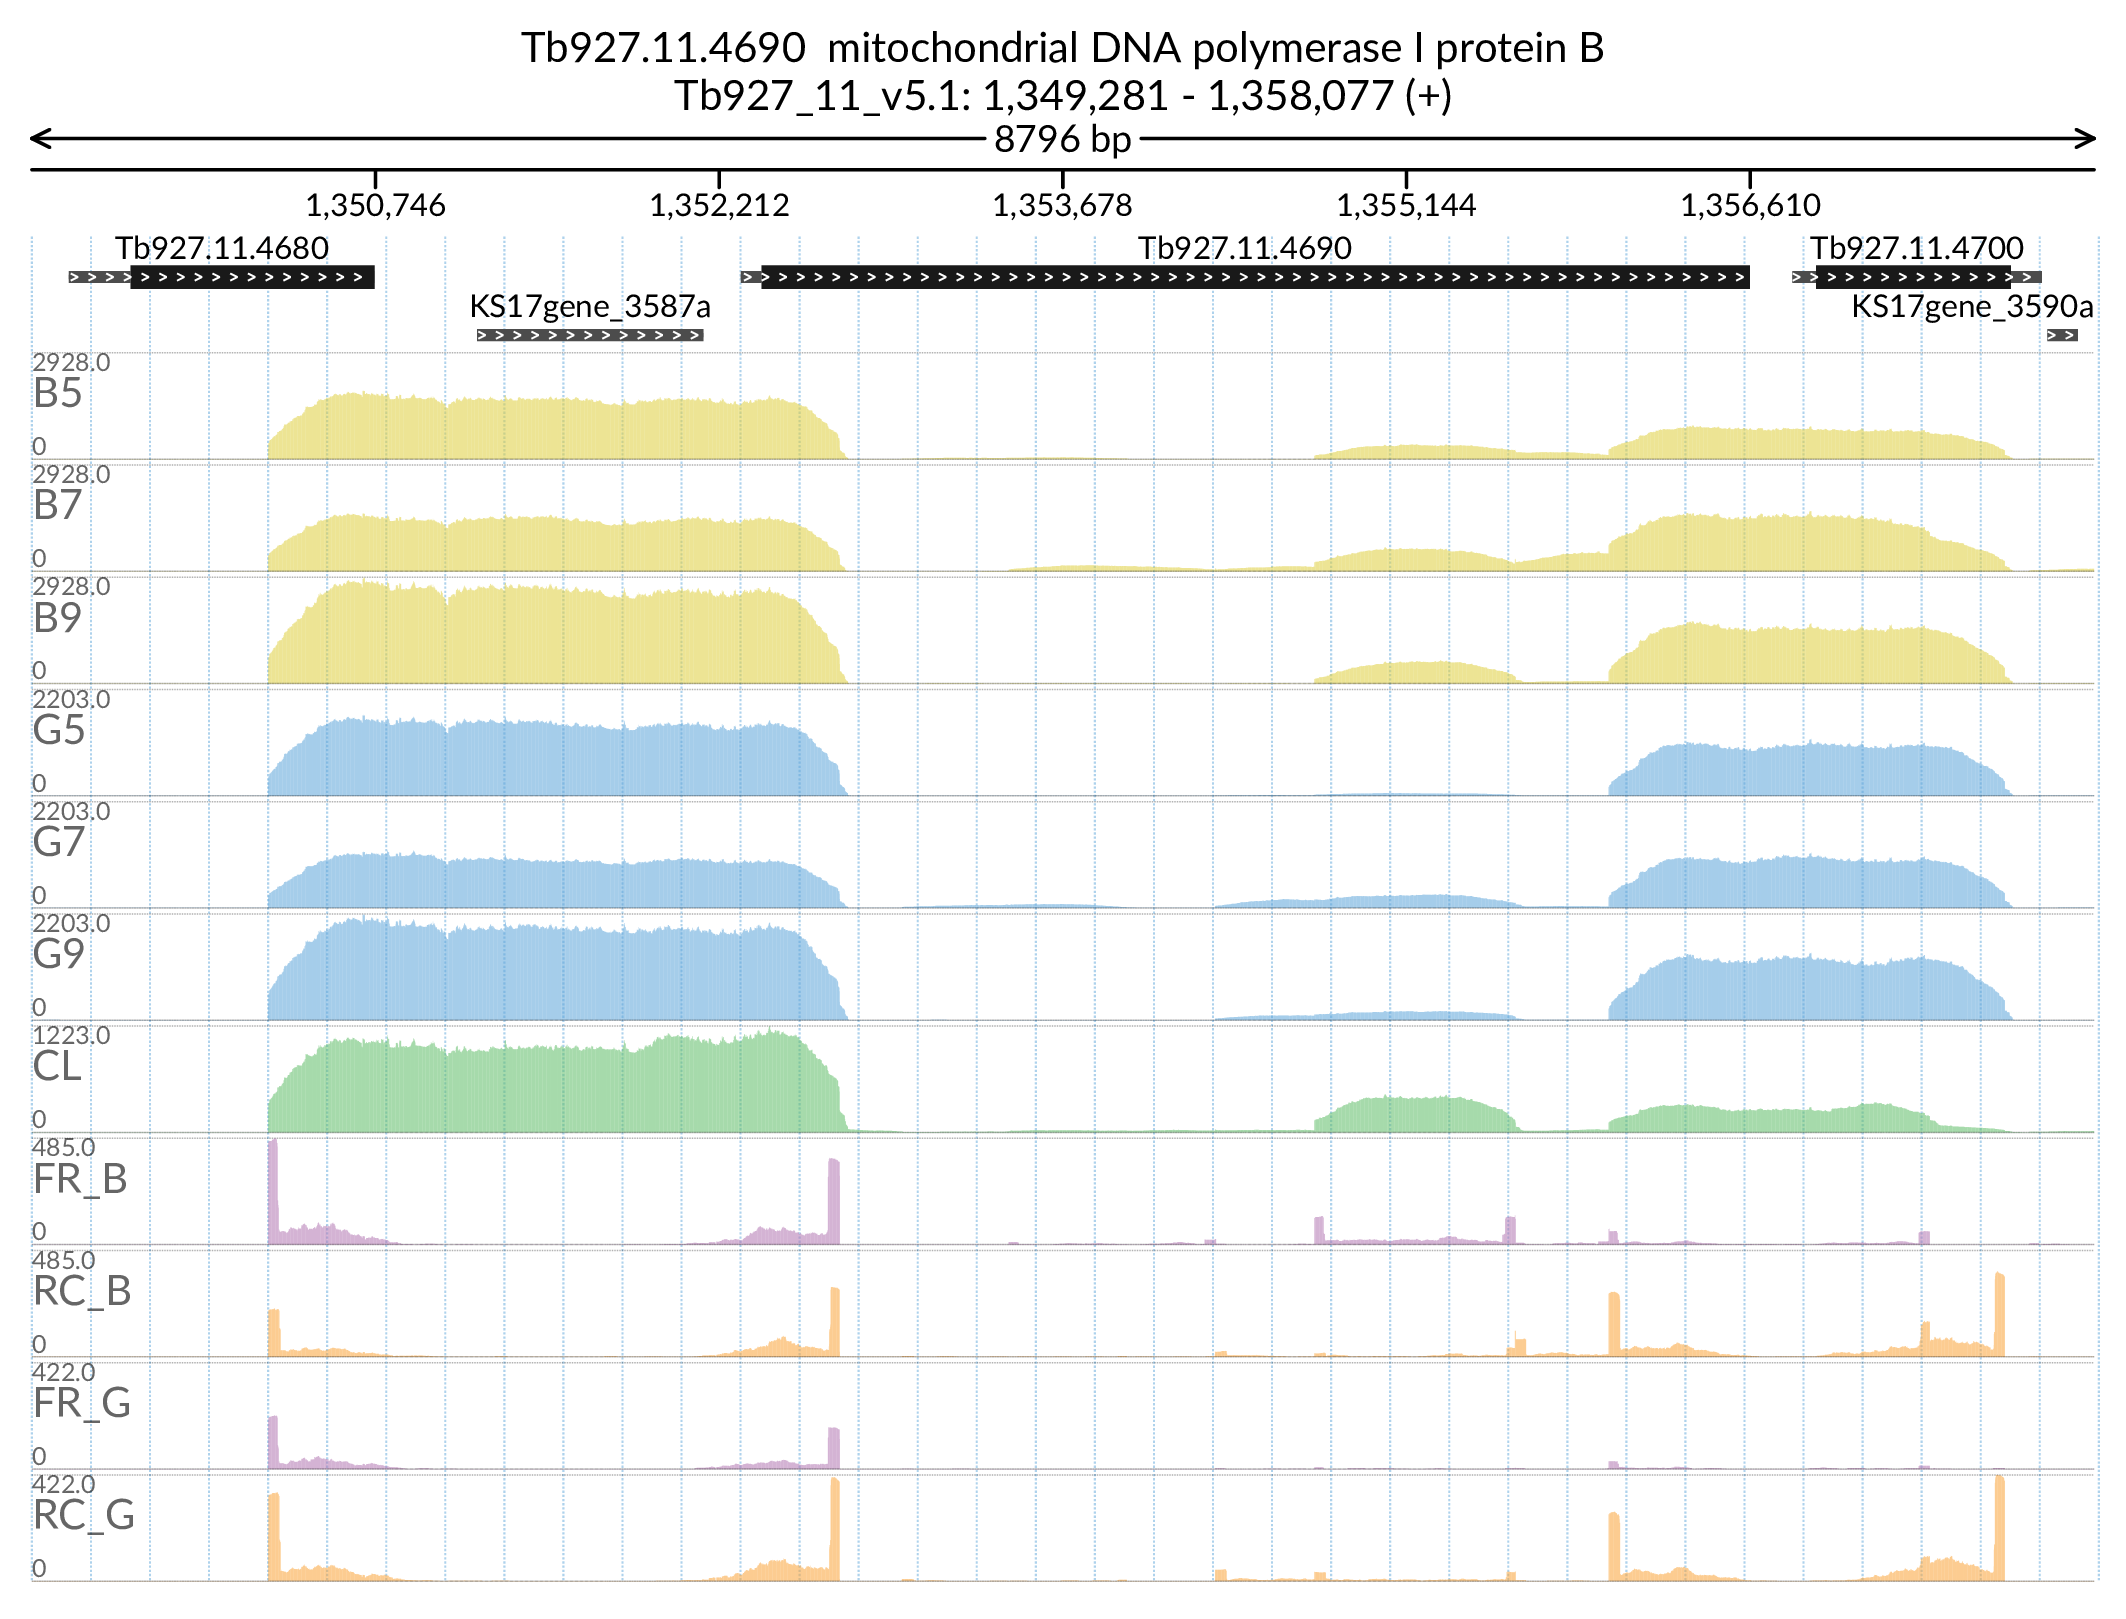 Tb927.11.4690  mitochondrial DNA polymerase I protein B
Tb927_11_v5.1: 1,349,281 - 1,358,077 (+)
8796 bp
1,350,746 1,352,212 1,353,678 1,355,144 1,356,610
Tb927.11.4680 Tb927.11.4690 Tb927.11.4700
KS17gene_3587a KS17gene_3590a
2928.0
B5
0
2928.0
B7
0
2928.0
B9
0
2203.0
G5
0
2203.0
G7
0
2203.0
G9
0
1223.0
CL
0
485.0
FR_B
0
485.0
RC_B
0
422.0
FR_G
0
422.0
RC_G
0